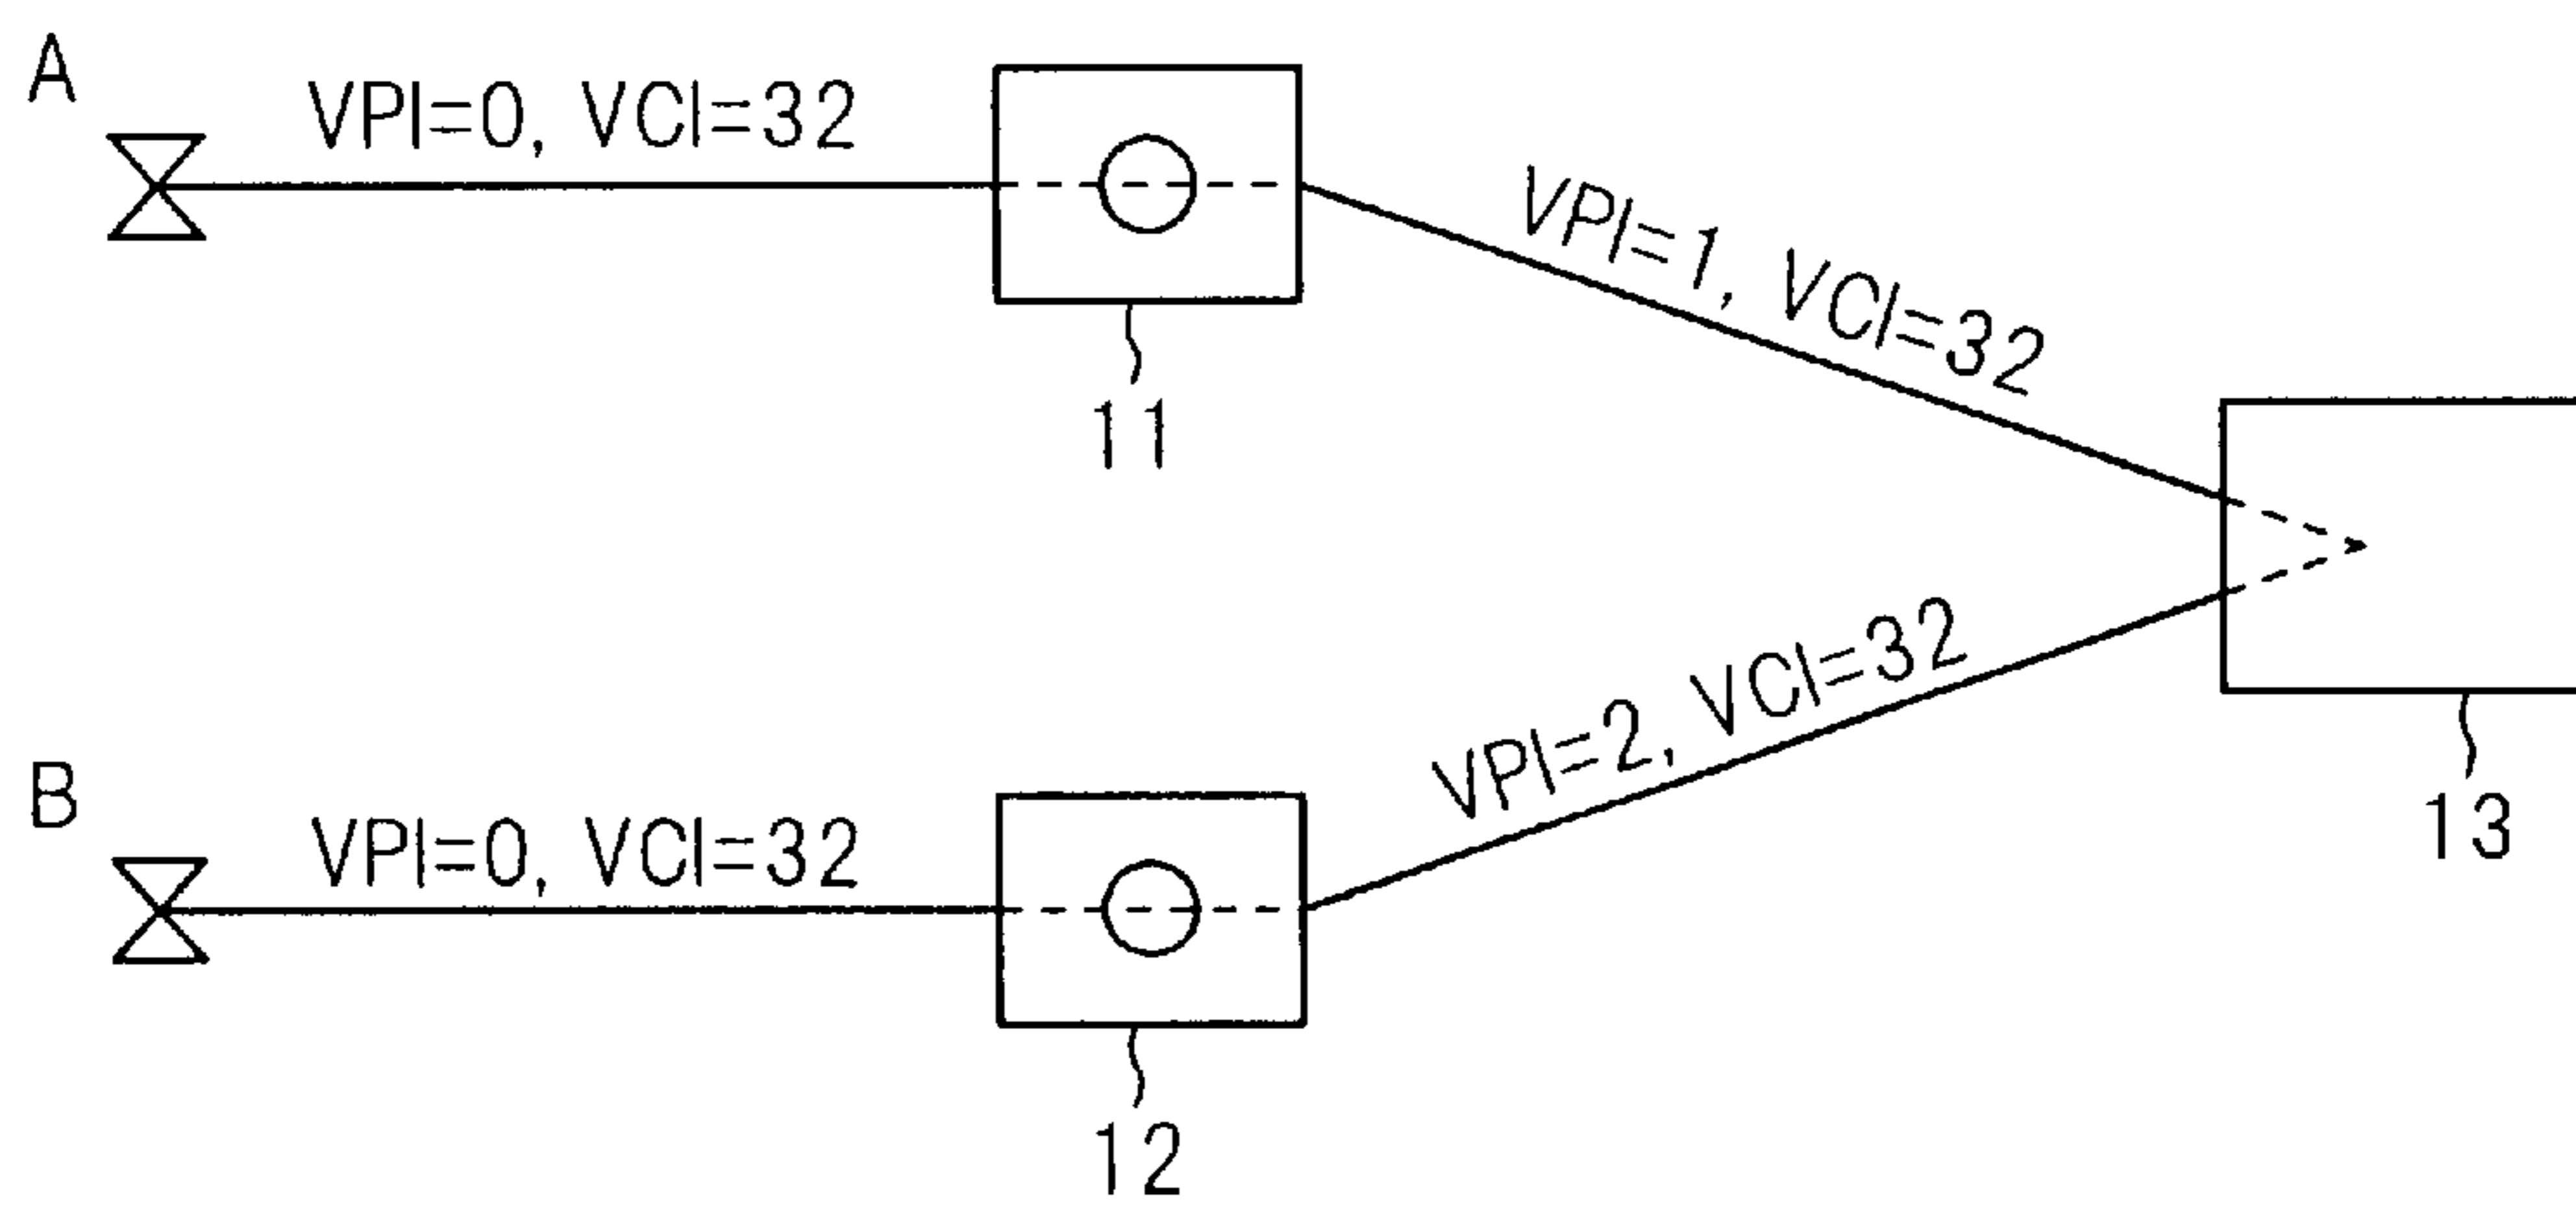 A
VPI=0, VCI=32
VPI=1, VCI=32
11
B
VPI=0, VCI=32
VPI=2, VCI=32
13
12